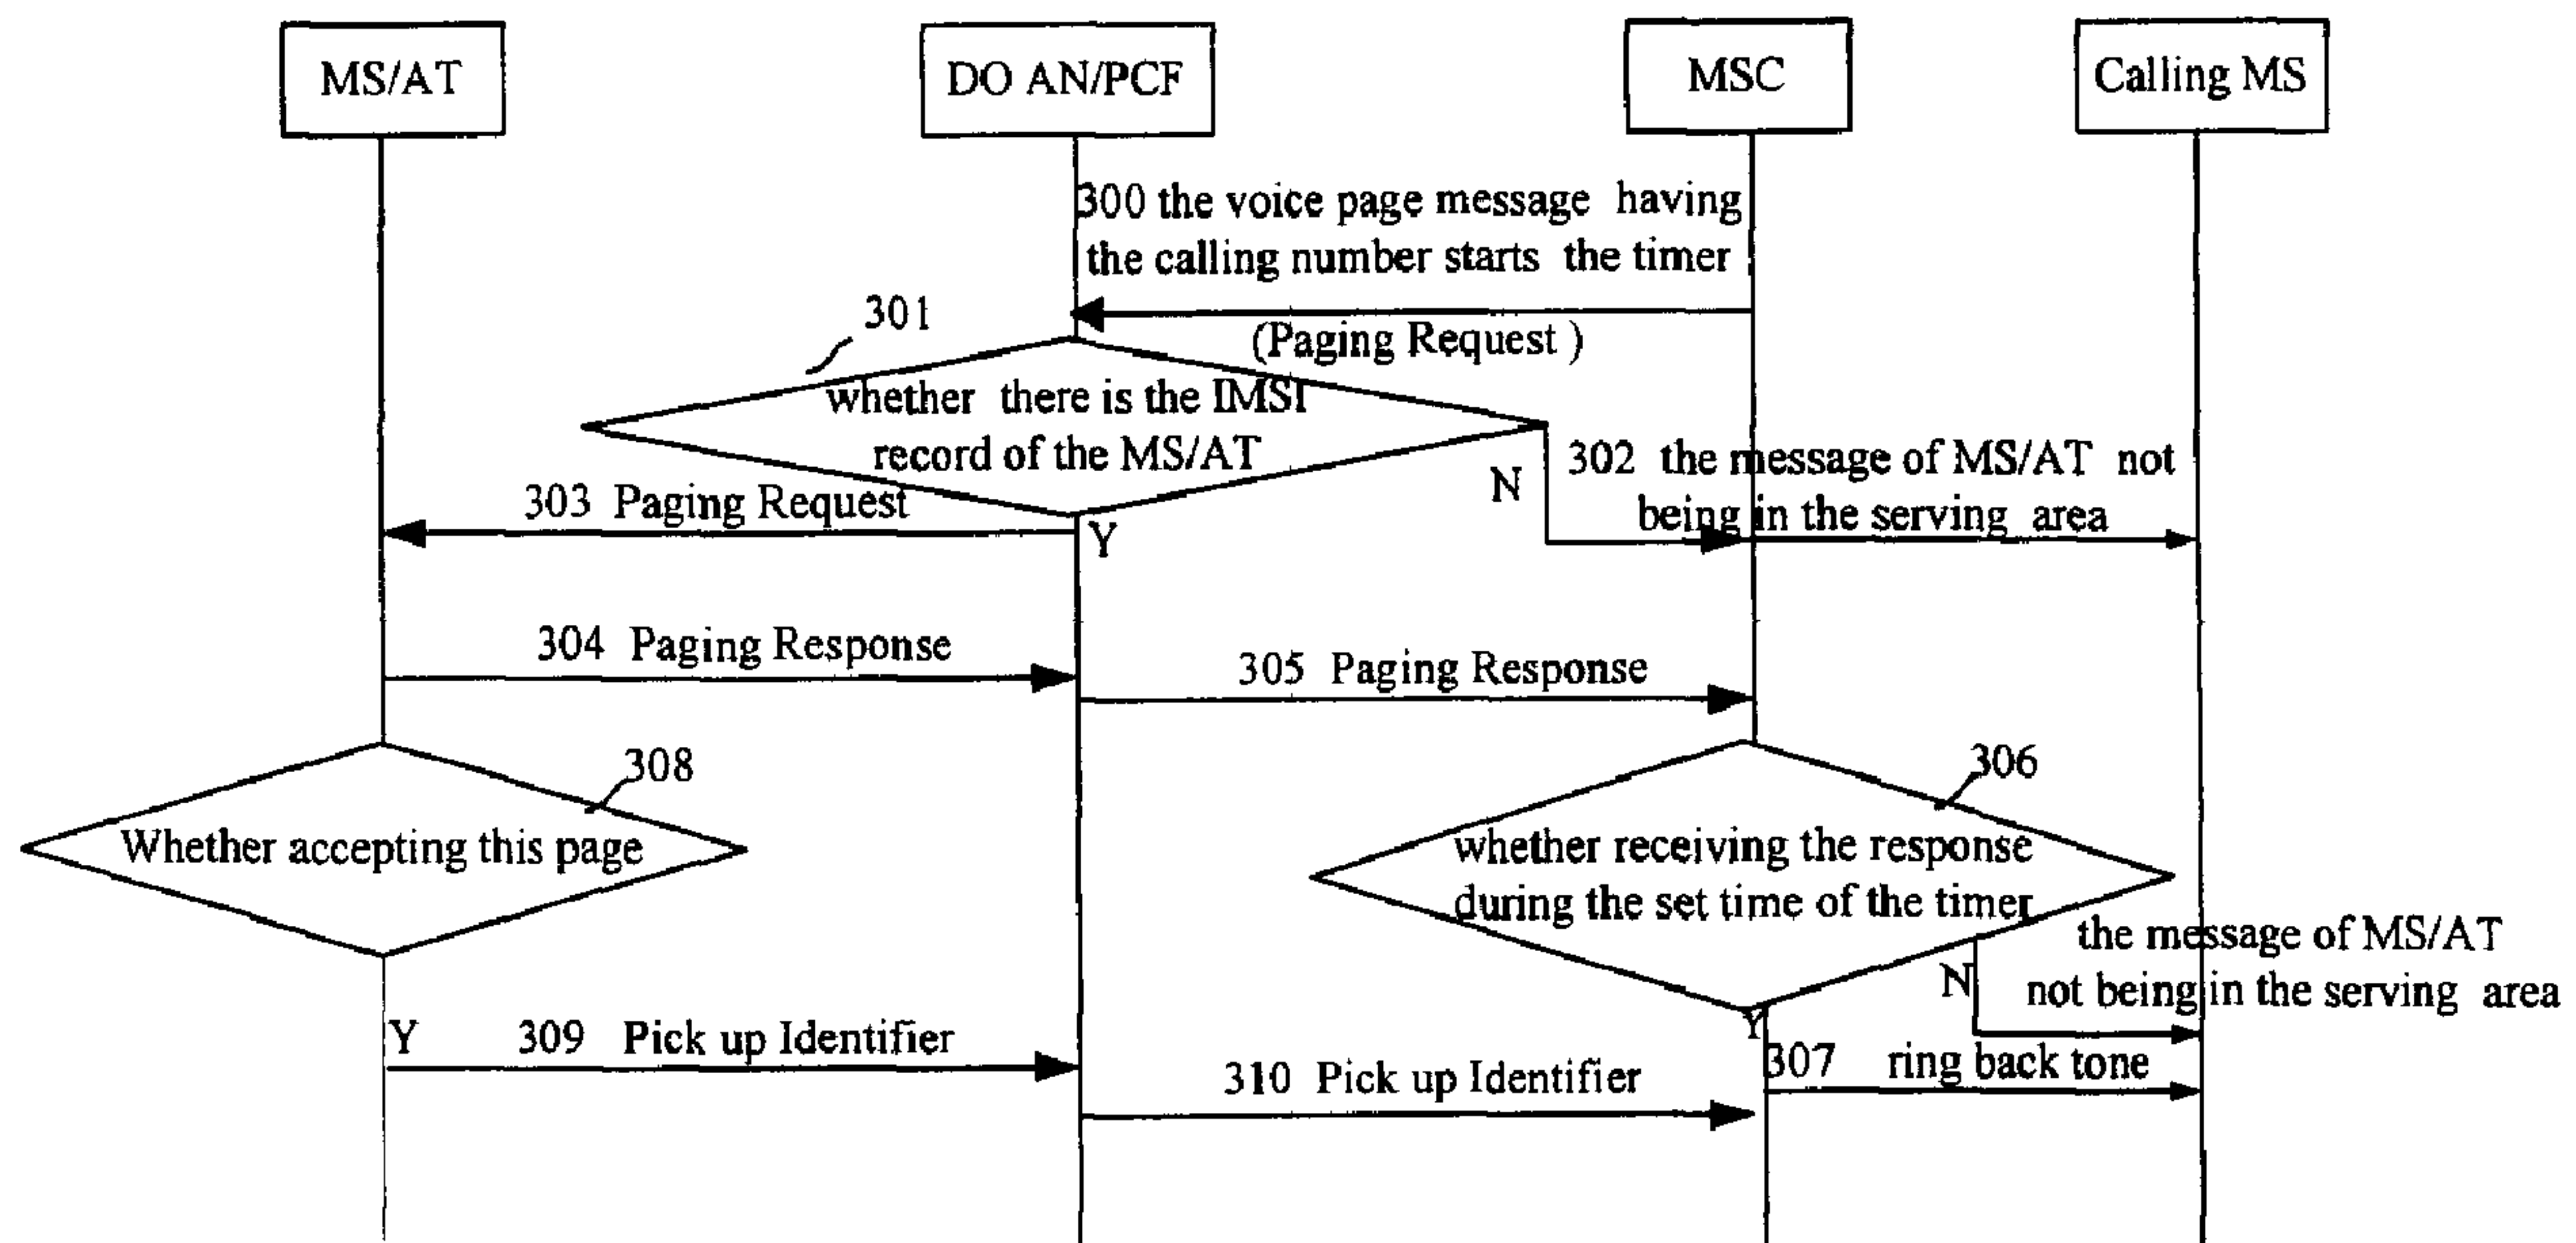 MS/AT
DO AN/PCF
MSC
Calling MS
300 the voice page message having
the calling number starts the timer
(Paging Request )
301
whether there is the IMSI
record of the MS/AT
N
302 the message of MS/AT not
being in the serving area
303 Paging Request
Y
304 Paging Response
305 Paging Response
308
Whether accepting this page
306
whether receiving the response
during the set time of the timer
N
the message of MS/AT
not being in the serving area
Y
309 Pick up Identifier
Y
307 ring back tone
310 Pick up Identifier